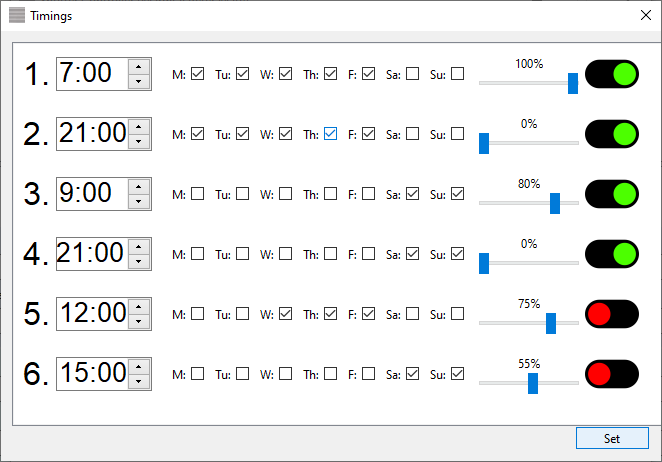 Timings
100%
1. 7:00 M: Tu: W: Th: F: Sa: Su:
0%
2. 21:00 M: Tu: W: Th: F: Sa: Su:
80%
3. 9:00 M: Tu: W: Th: F: Sa: Su:
0%
4. 21:00 M: Tu: W: Th: F: Sa: Su:
75%
5. 12:00 M: Tu: W: Th: F: Sa: Su:
55%
6. 15:00 M: Tu: W: Th: F: Sa: Su:
Set